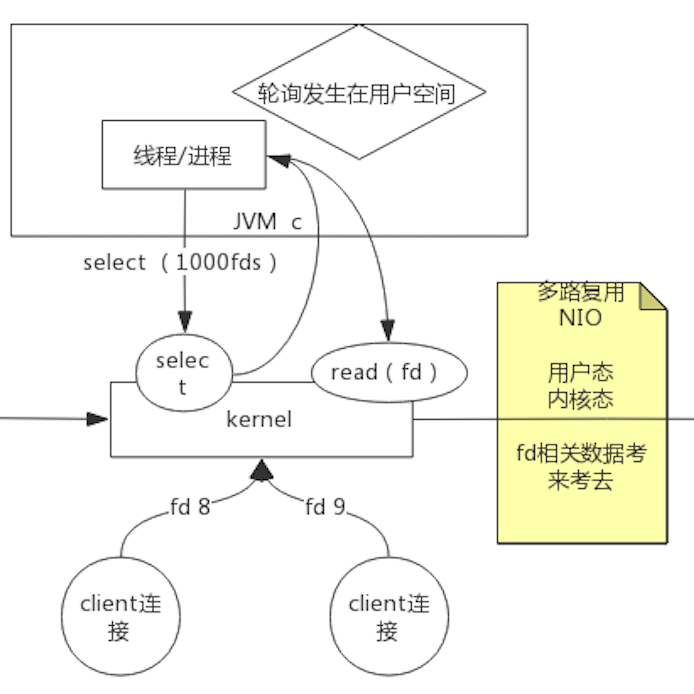 轮询发生在用户空间
线程/进程
JVM c
select （1000fds）
selec
t
read（fd）
kernel
多路复用
NIO
用户态
内核态
fd相关数据考
来考去
fd 8
fd 9
client连
接
client连
接